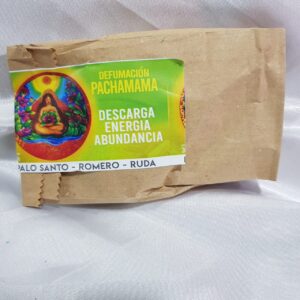 DEFUMACIÓN
PACHAMAMA
DESCARGA
ENERGIA
ABUNDANCIA
PALO SANTO - ROMERO - RUDA